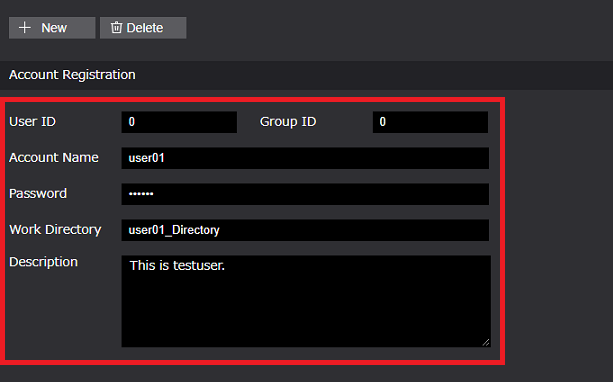 New Delete
Account Registration
User ID 0 Group ID 0
Account Name user01
Password ••••••
Work Directory user01_Directory
Description This is testuser.